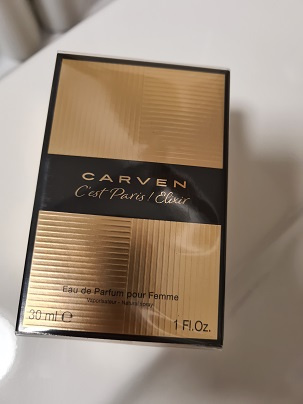 CARVEN
C'est Paris ! Elixir
Eau de Parfum pour Femme
Vaporisateur - Natural spray
30 ml ℮ 1 Fl.Oz.